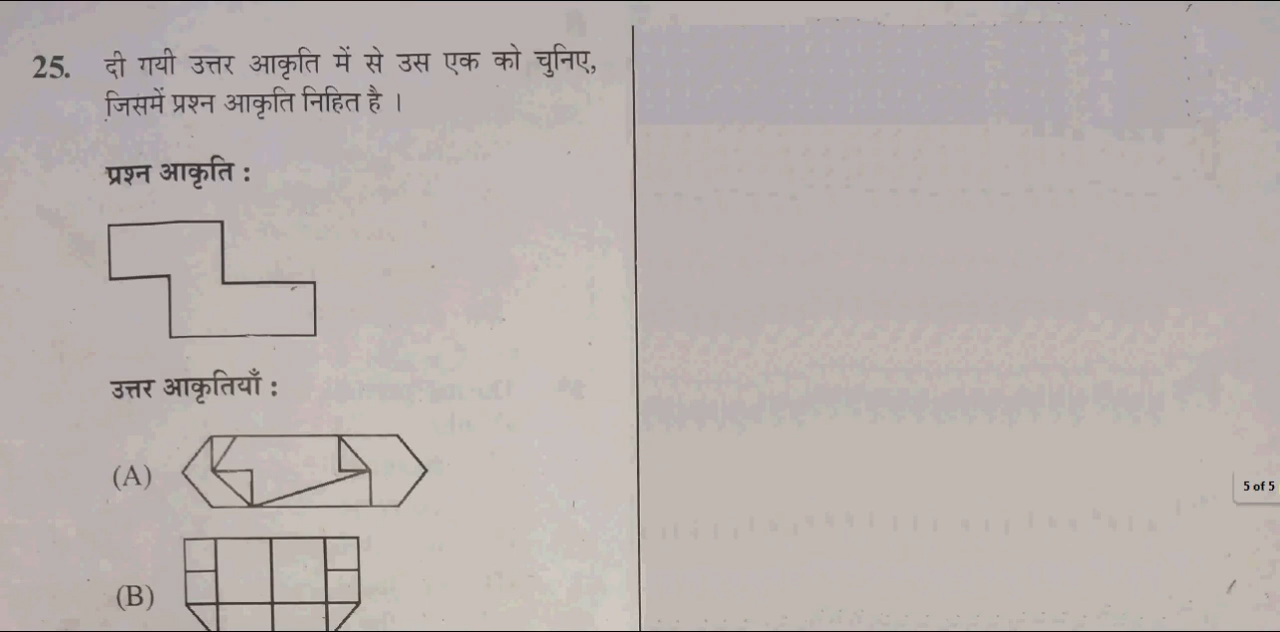 25. दी गयी उत्तर आकृति में से उस एक को चुनिए,
जिसमें प्रश्न आकृति निहित है ।
प्रश्न आकृति :
उत्तर आकृतियाँ :
(A)
(B)
5 of 5